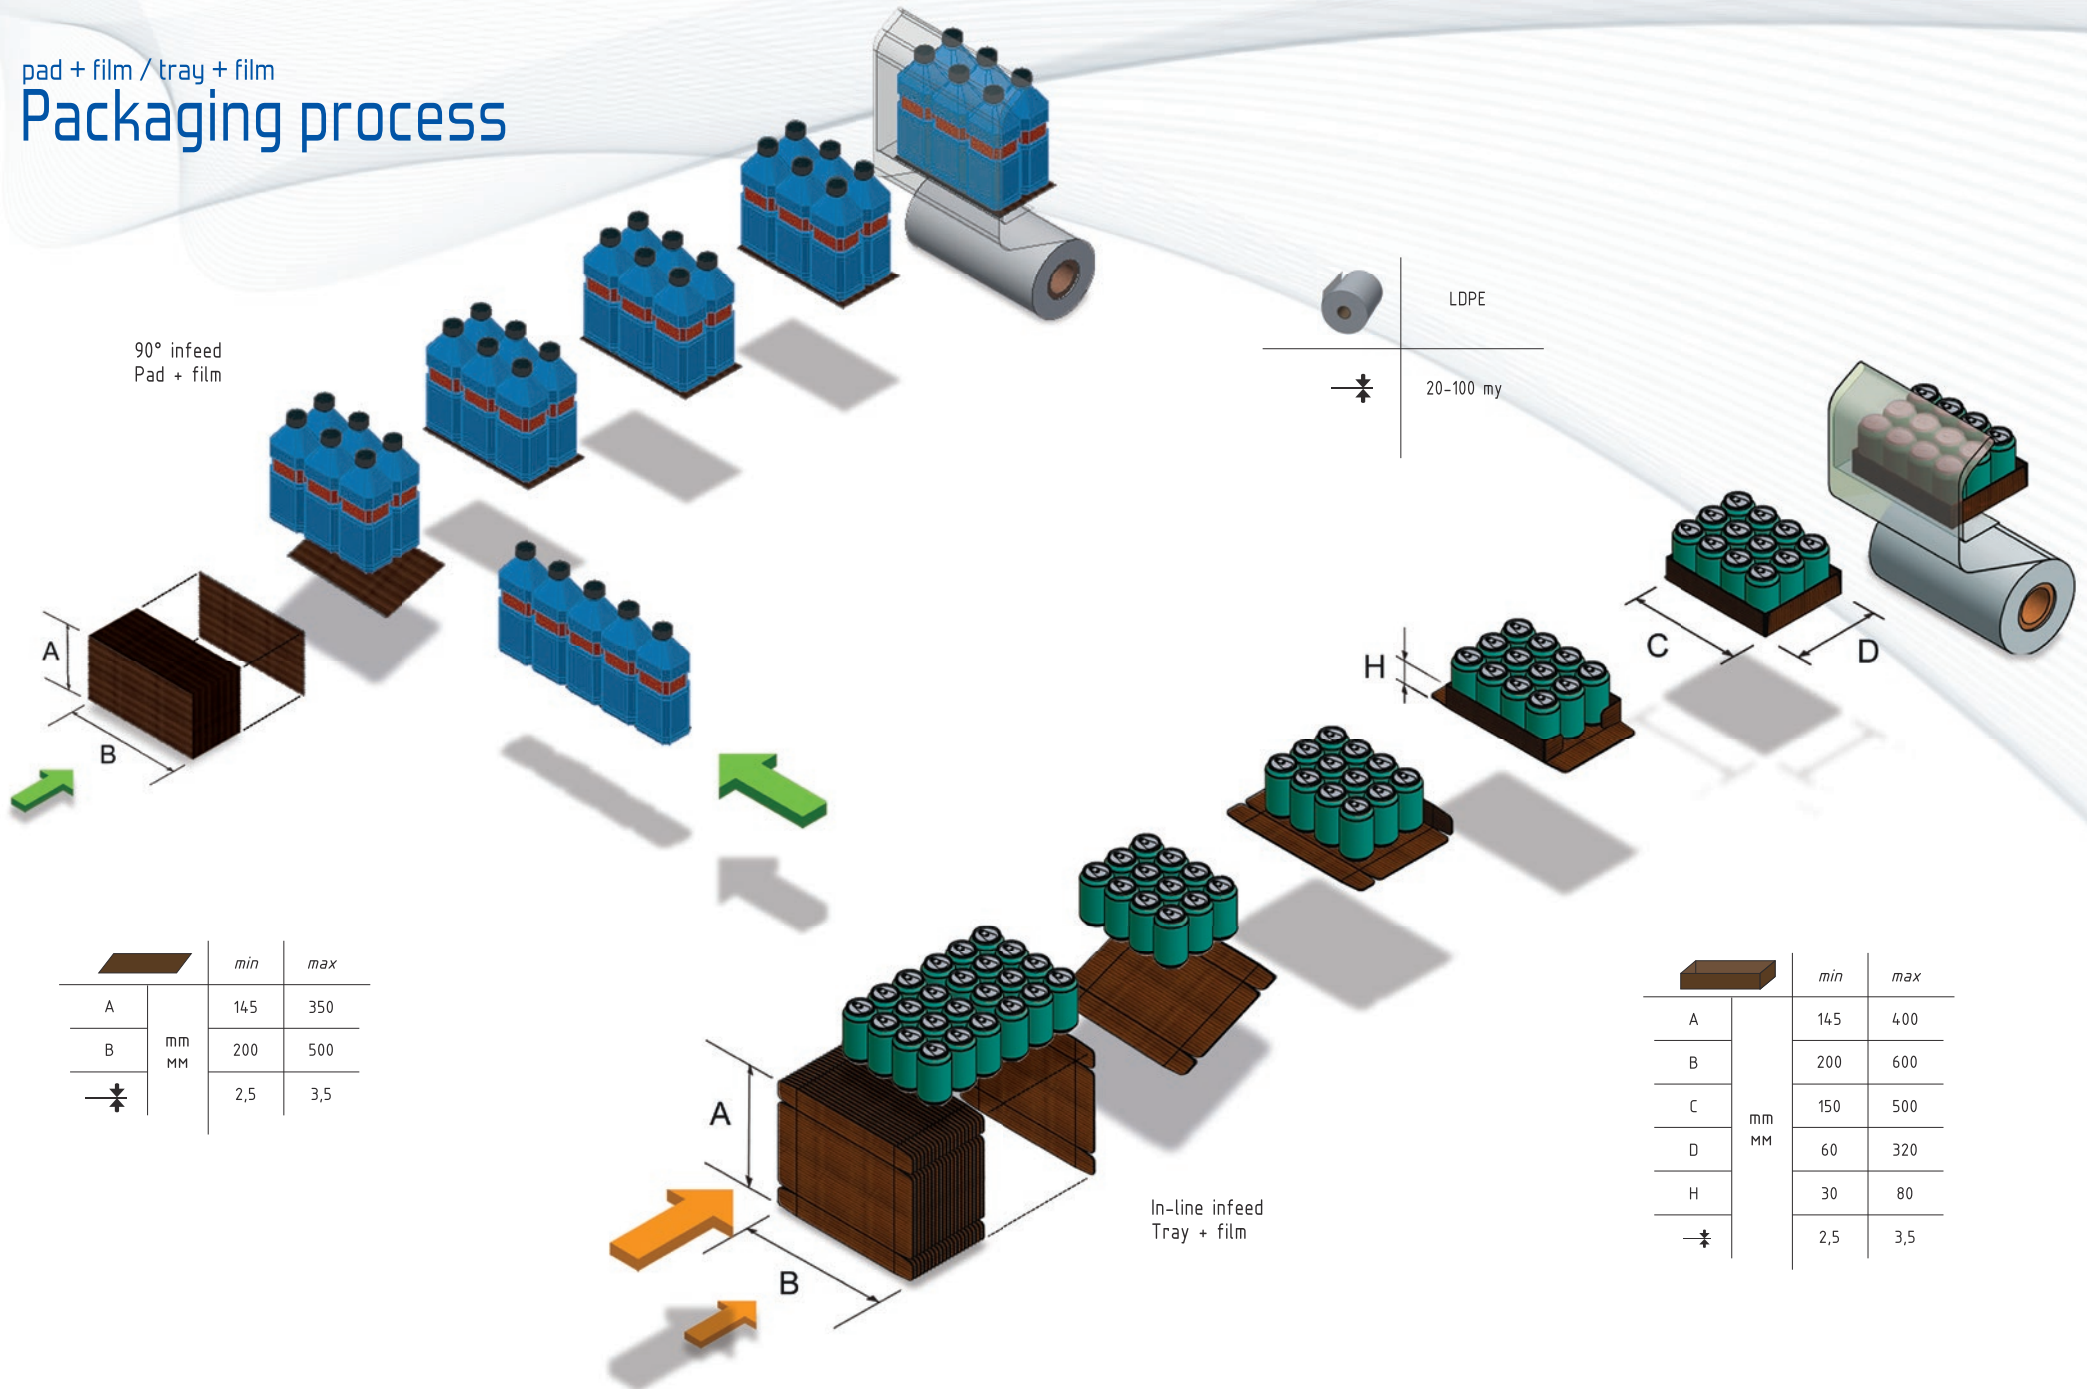 pad + film / tray + film
Packaging process
90° infeed
Pad + film
LDPE
20-100 my
A
B
H
C
D
A
B
In-line infeed
Tray + film
min max
A 145 350
B 200 500
mm
мм
2,5 3,5
min max
A 145 400
B 200 600
C 150 500
mm
мм
D 60 320
H 30 80
2,5 3,5